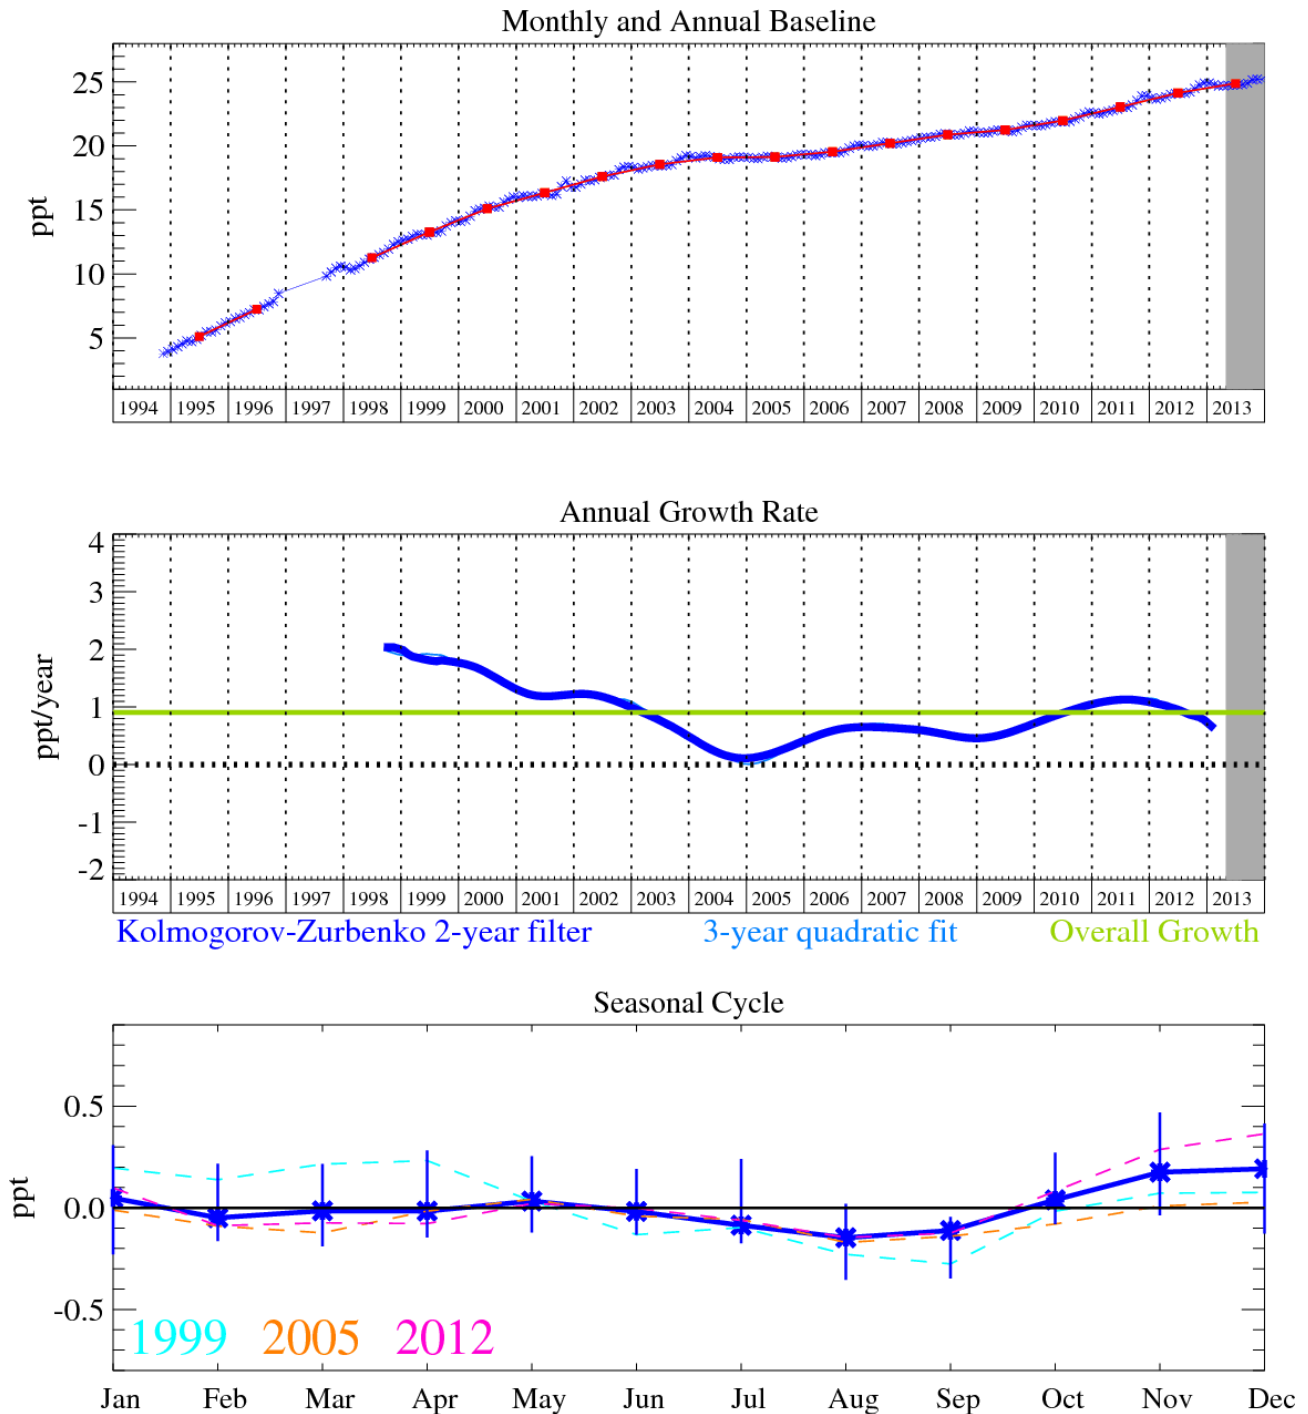 Monthly and Annual Baseline
25
20
15
10
5
ppt
1994 1995 1996 1997 1998 1999 2000 2001 2002 2003 2004 2005 2006 2007 2008 2009 2010 2011 2012 2013
Annual Growth Rate
4
3
2
1
0
-1
-2
ppt/year
1994 1995 1996 1997 1998 1999 2000 2001 2002 2003 2004 2005 2006 2007 2008 2009 2010 2011 2012 2013
Kolmogorov-Zurbenko 2-year filter 3-year quadratic fit Overall Growth
Seasonal Cycle
0.5
0.0
-0.5
ppt
1999 2005 2012
Jan Feb Mar Apr May Jun Jul Aug Sep Oct Nov Dec